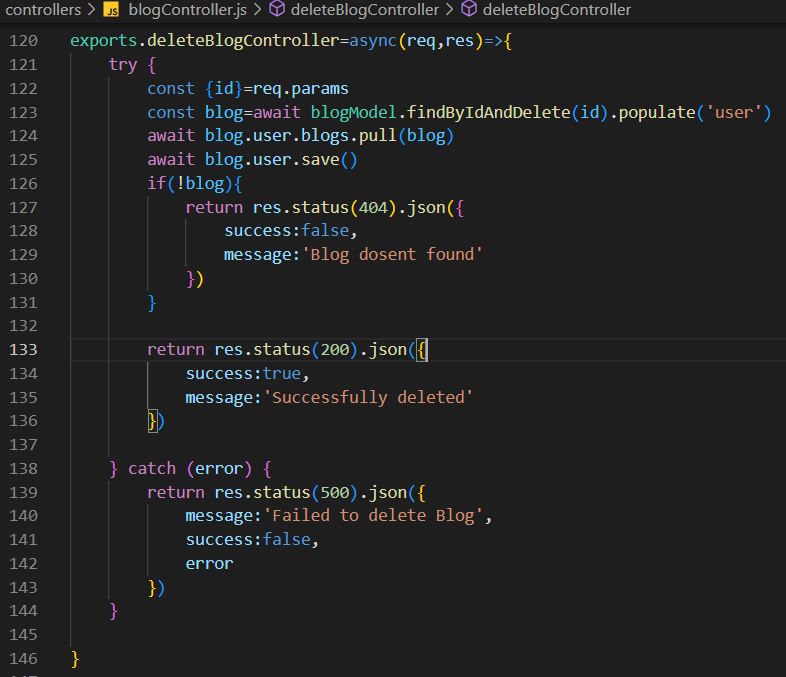 controllers > JS blogController.js > deleteBlogController > deleteBlogController
120 exports.deleteBlogController=async(req,res)=>{
121     try {
122         const {id}=req.params
123         const blog=await blogModel.findByIdAndDelete(id).populate('user')
124         await blog.user.blogs.pull(blog)
125         await blog.user.save()
126         if(!blog){
127             return res.status(404).json({
128                 success:false,
129                 message:'Blog dosent found'
130             })
131         }
132
133         return res.status(200).json({
134             success:true,
135             message:'Successfully deleted'
136         })
137
138     } catch (error) {
139         return res.status(500).json({
140             message:'Failed to delete Blog',
141             success:false,
142             error
143         })
144     }
145
146 }